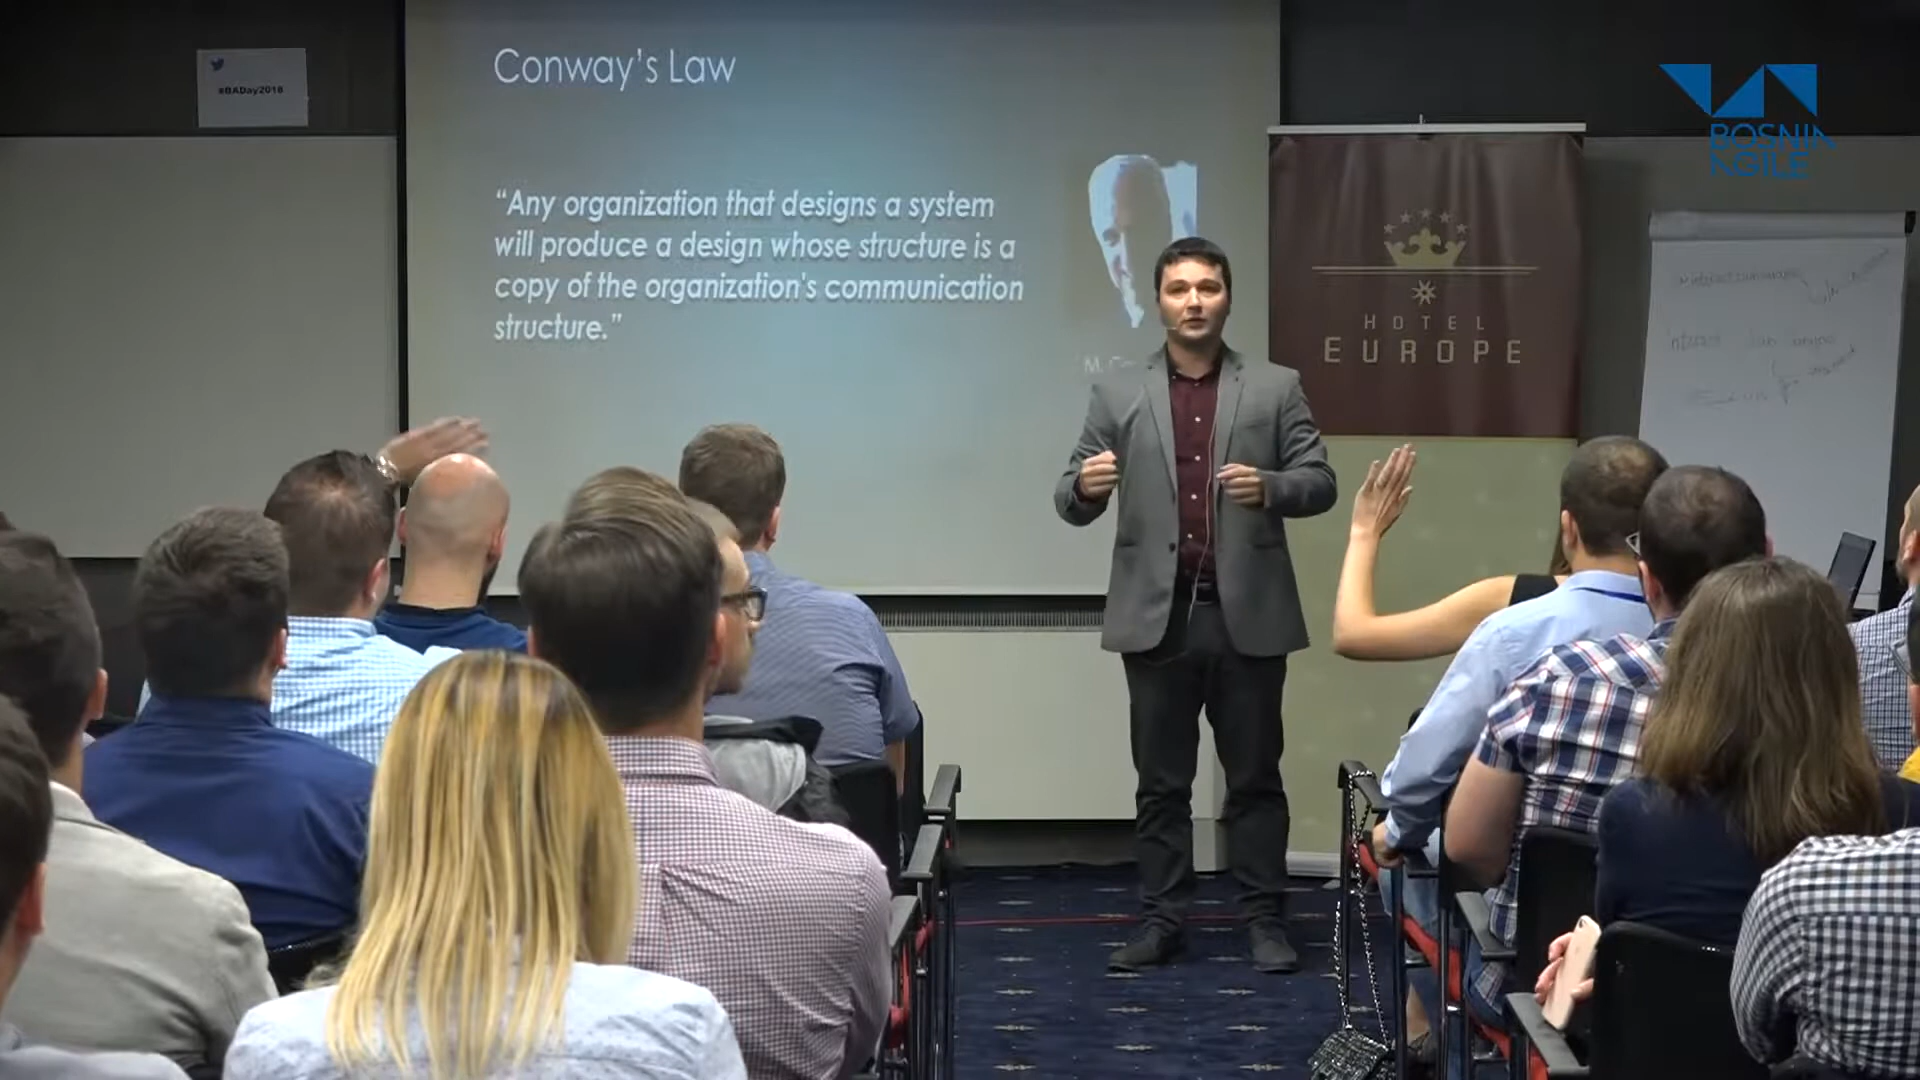 #BADay2018
Conway's Law
“Any organization that designs a system
will produce a design whose structure is a
copy of the organization's communication
structure.”
M.
HOTEL
EUROPE
BOSNIA
AGILE